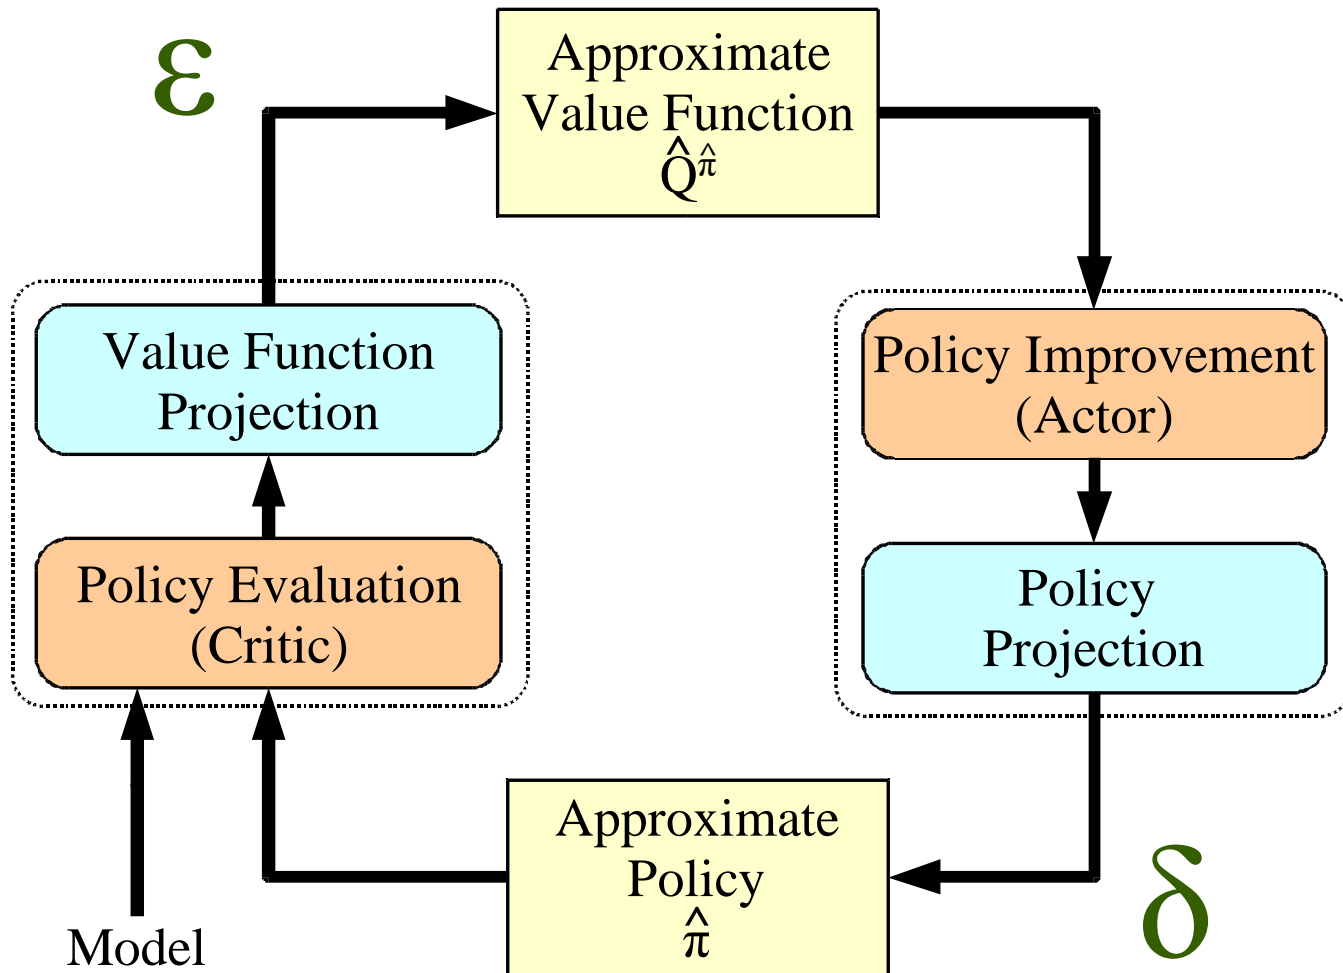 ε
Approximate
Value Function
Q̂^π̂
Value Function
Projection
Policy Improvement
(Actor)
Policy Evaluation
(Critic)
Policy
Projection
Approximate
Policy
π̂
δ
Model